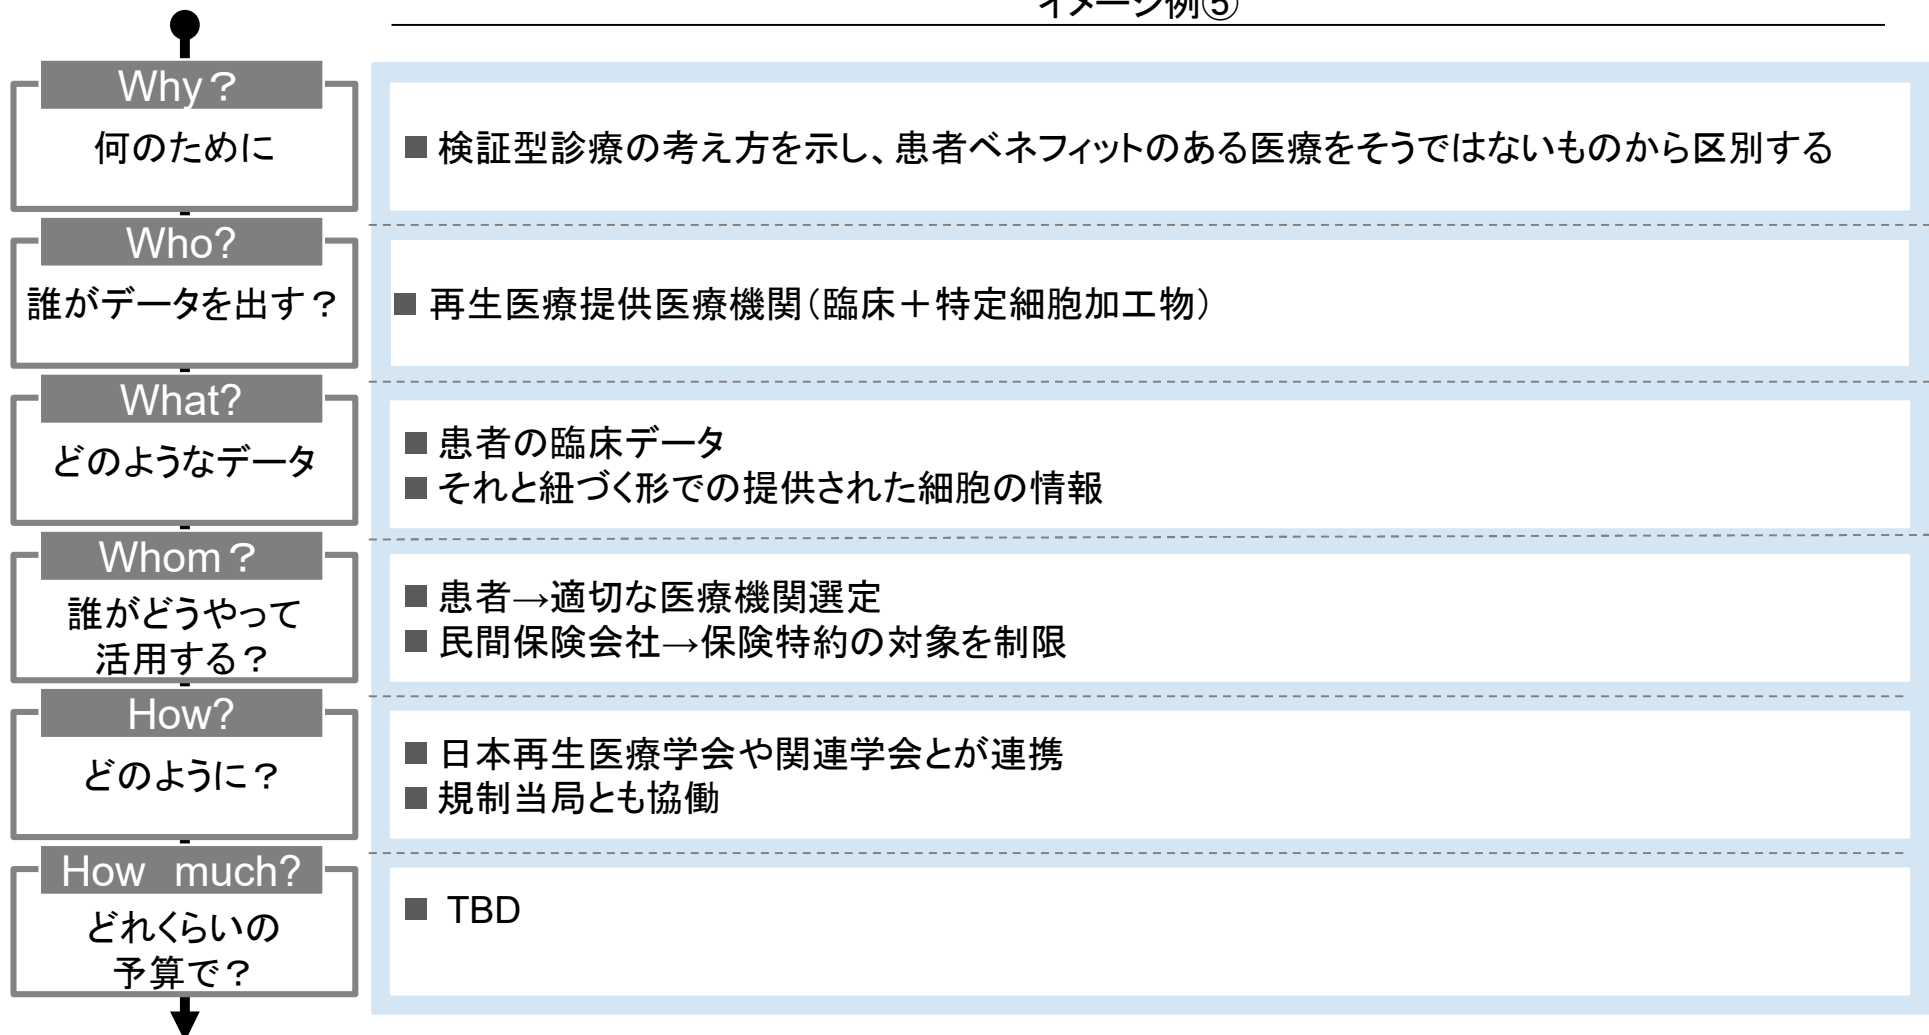 イメージ例⑤
Why？
何のために
■ 検証型診療の考え方を示し、患者ベネフィットのある医療をそうではないものから区別する
Who?
誰がデータを出す？
■ 再生医療提供医療機関（臨床＋特定細胞加工物）
What?
どのようなデータ
■ 患者の臨床データ
■ それと紐づく形での提供された細胞の情報
Whom？
誰がどうやって
活用する？
■ 患者→適切な医療機関選定
■ 民間保険会社→保険特約の対象を制限
How?
どのように？
■ 日本再生医療学会や関連学会とが連携
■ 規制当局とも協働
How much?
どれくらいの
予算で？
■ TBD